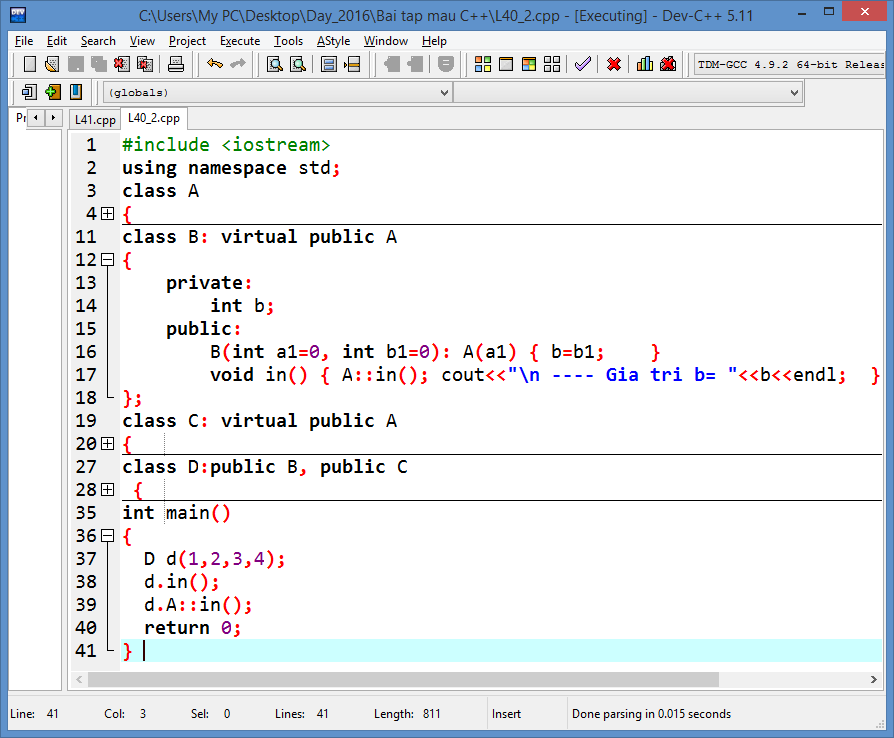 C:\Users\My PC\Desktop\Day_2016\Bai tap mau C++\L40_2.cpp - [Executing] - Dev-C++ 5.11
File Edit Search View Project Execute Tools AStyle Window Help
TDM-GCC 4.9.2 64-bit Releas
(globals)
Pr L41.cpp L40_2.cpp
1 #include <iostream>
2 using namespace std;
3 class A
4 {
11 class B: virtual public A
12 {
13 private:
14 int b;
15 public:
16 B(int a1=0, int b1=0): A(a1) { b=b1; }
17 void in() { A::in(); cout<<"\n ---- Gia tri b= "<<b<<endl; }
18 };
19 class C: virtual public A
20 {
27 class D:public B, public C
28 {
35 int main()
36 {
37 D d(1,2,3,4);
38 d.in();
39 d.A::in();
40 return 0;
41 }
Line: 41 Col: 3 Sel: 0 Lines: 41 Length: 811 Insert Done parsing in 0.015 seconds